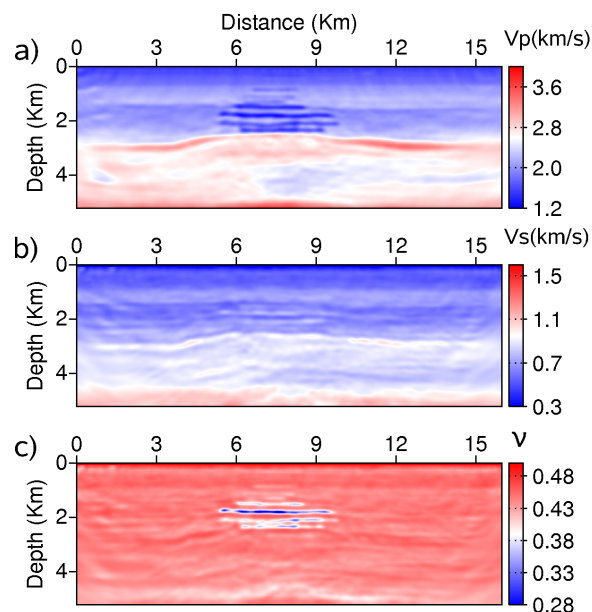 Distance (Km)
a)
0 3 6 9 12 15
Vp(km/s)
Depth (Km)
0
2
4
3.6
2.8
2.0
1.2
b)
0 3 6 9 12 15
Vs(km/s)
Depth (Km)
0
2
4
1.5
1.1
0.7
0.3
c)
0 3 6 9 12 15
ν
Depth (Km)
0
2
4
0.48
0.43
0.38
0.33
0.28